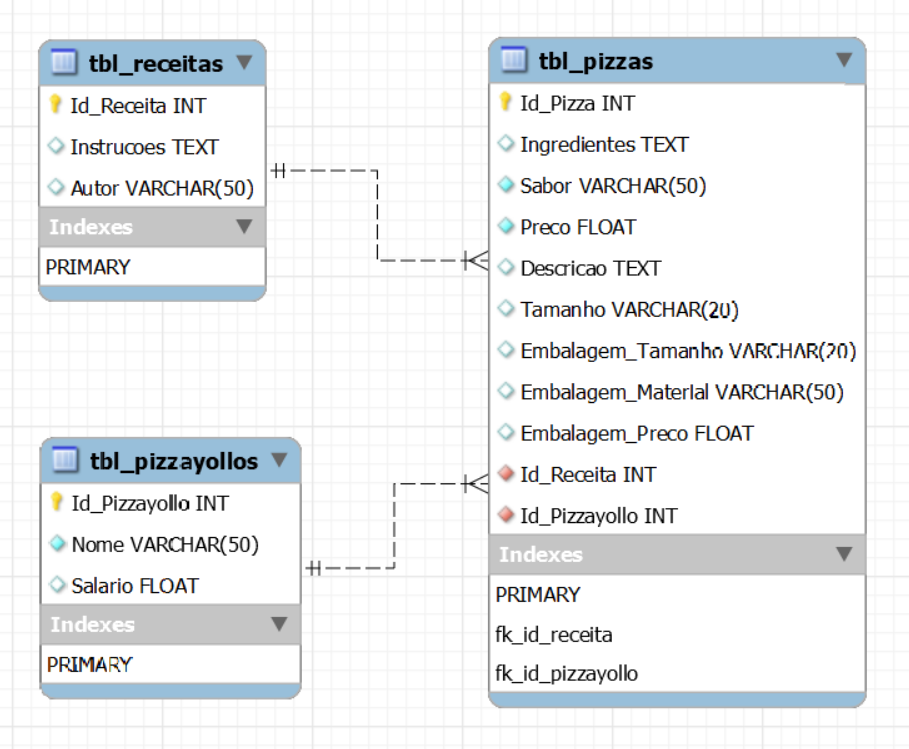 tbl_receitas
Id_Receita INT
Instrucoes TEXT
Autor VARCHAR(50)
Indexes
PRIMARY
tbl_pizzayollos
Id_Pizzayollo INT
Nome VARCHAR(50)
Salario FLOAT
Indexes
PRIMARY
tbl_pizzas
Id_Pizza INT
Ingredientes TEXT
Sabor VARCHAR(50)
Preco FLOAT
Descricao TEXT
Tamanho VARCHAR(20)
Embalagem_Tamanho VARCHAR(20)
Embalagem_Material VARCHAR(50)
Embalagem_Preco FLOAT
Id_Receita INT
Id_Pizzayollo INT
Indexes
PRIMARY
fk_id_receita
fk_id_pizzayollo